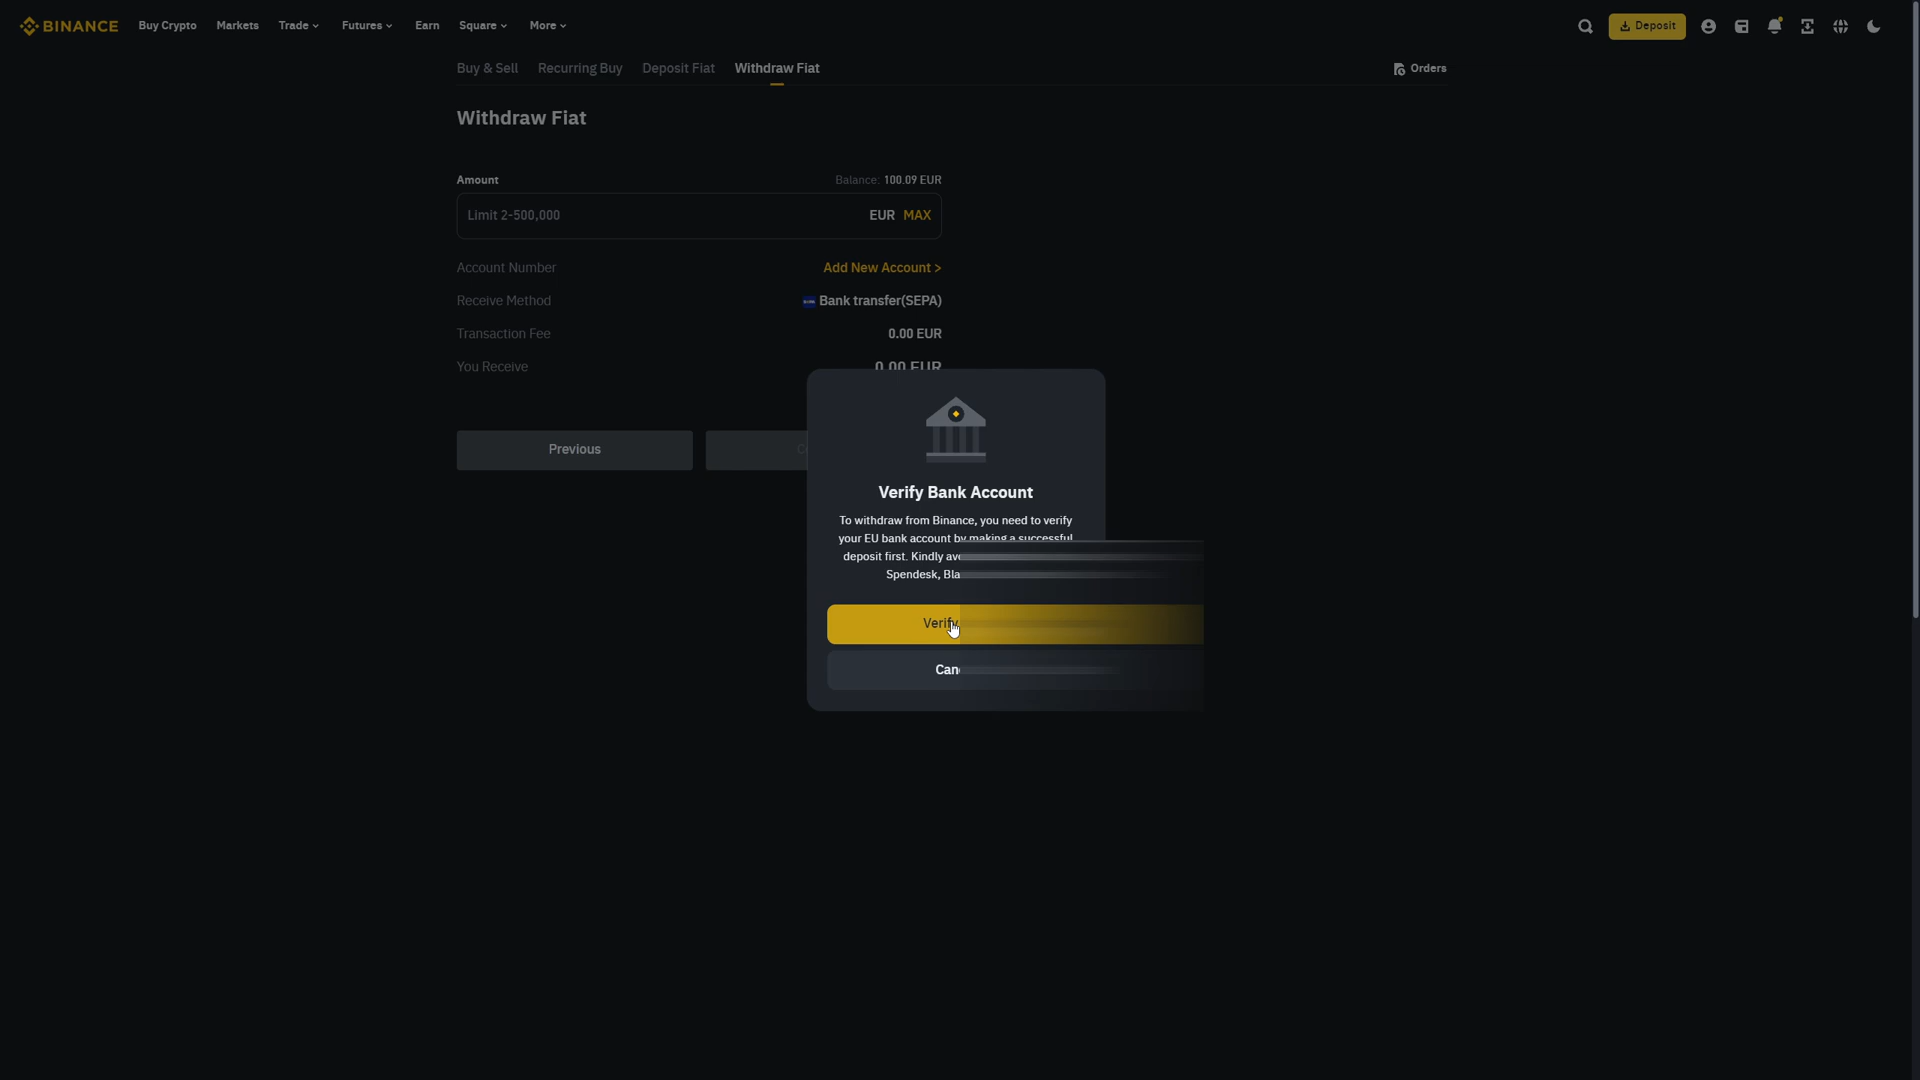 BINANCE Buy Crypto Markets Trade Futures Earn Square More Deposit
Buy & Sell Recurring Buy Deposit Fiat Withdraw Fiat Orders
Withdraw Fiat
Amount Balance: 100.09 EUR
Limit 2-500,000 EUR MAX
Account Number Add New Account >
Receive Method Bank transfer(SEPA)
Transaction Fee 0.00 EUR
You Receive 0.00 EUR
Previous
Verify Bank Account
To withdraw from Binance, you need to verify
your EU bank account by making a successful
deposit first. Kindly
Spendesk,
Verify